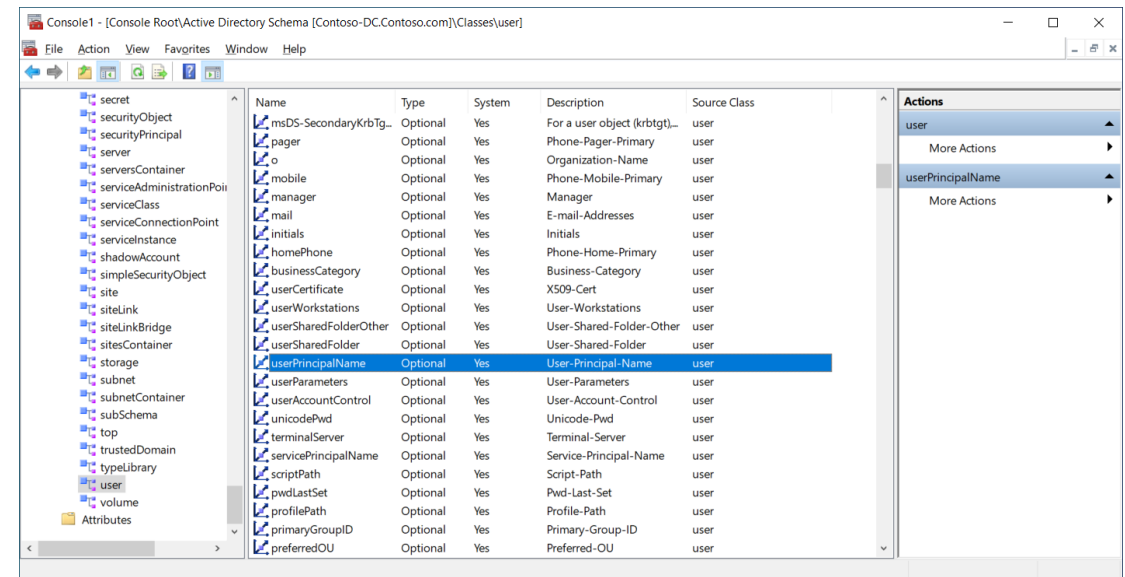 Console1 - [Console Root\Active Directory Schema [Contoso-DC.Contoso.com]\Classes\user]
File Action View Favorites Window Help
secret
securityObject
securityPrincipal
server
serversContainer
serviceAdministrationPoin
serviceClass
serviceConnectionPoint
serviceInstance
shadowAccount
simpleSecurityObject
site
siteLink
siteLinkBridge
sitesContainer
storage
subnet
subnetContainer
subSchema
top
trustedDomain
typeLibrary
user
volume
Attributes
Name Type System Description Source Class
msDS-SecondaryKrbTg... Optional Yes For a user object (krbtgt),... user
pager Optional Yes Phone-Pager-Primary user
o Optional Yes Organization-Name user
mobile Optional Yes Phone-Mobile-Primary user
manager Optional Yes Manager user
mail Optional Yes E-mail-Addresses user
initials Optional Yes Initials user
homePhone Optional Yes Phone-Home-Primary user
businessCategory Optional Yes Business-Category user
userCertificate Optional Yes X509-Cert user
userWorkstations Optional Yes User-Workstations user
userSharedFolderOther Optional Yes User-Shared-Folder-Other user
userSharedFolder Optional Yes User-Shared-Folder user
userPrincipalName Optional Yes User-Principal-Name user
userParameters Optional Yes User-Parameters user
userAccountControl Optional Yes User-Account-Control user
unicodePwd Optional Yes Unicode-Pwd user
terminalServer Optional Yes Terminal-Server user
servicePrincipalName Optional Yes Service-Principal-Name user
scriptPath Optional Yes Script-Path user
pwdLastSet Optional Yes Pwd-Last-Set user
profilePath Optional Yes Profile-Path user
primaryGroupID Optional Yes Primary-Group-ID user
preferredOU Optional Yes Preferred-OU user
Actions
user
More Actions
userPrincipalName
More Actions